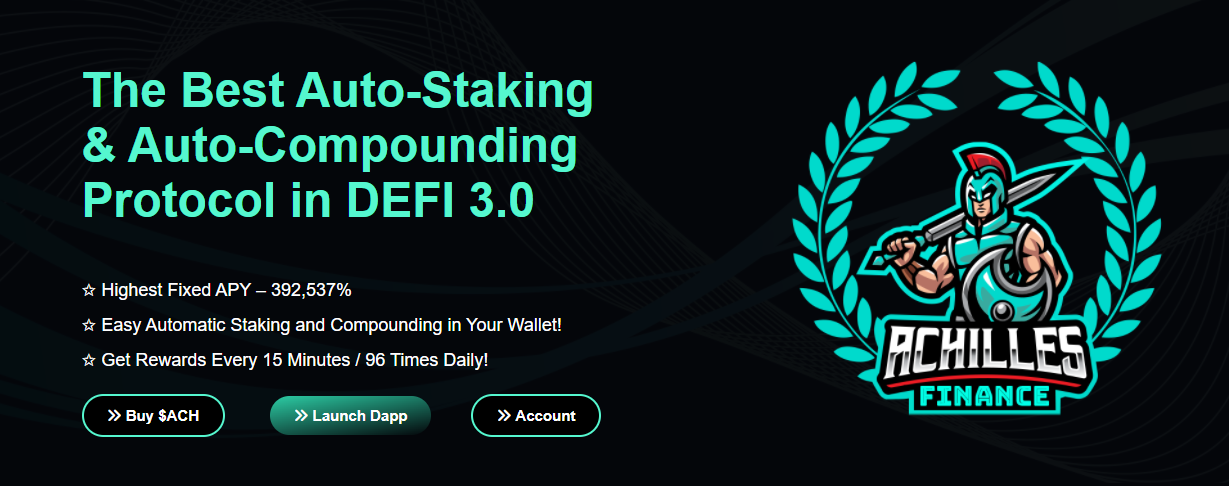 The Best Auto-Staking
& Auto-Compounding
Protocol in DEFI 3.0
☆ Highest Fixed APY – 392,537%
☆ Easy Automatic Staking and Compounding in Your Wallet!
☆ Get Rewards Every 15 Minutes / 96 Times Daily!
» Buy $ACH
» Launch Dapp
» Account
ACHILLES
FINANCE